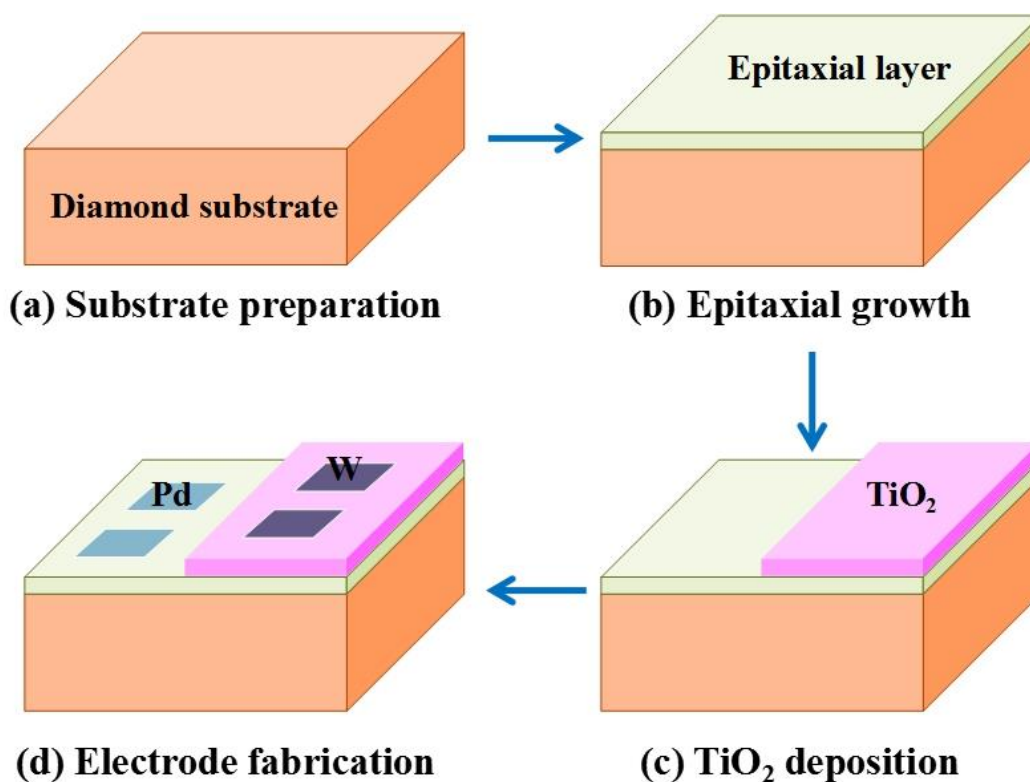 Diamond substrate
(a) Substrate preparation
Epitaxial layer
(b) Epitaxial growth
Pd
W
(d) Electrode fabrication
TiO₂
(c) TiO₂ deposition